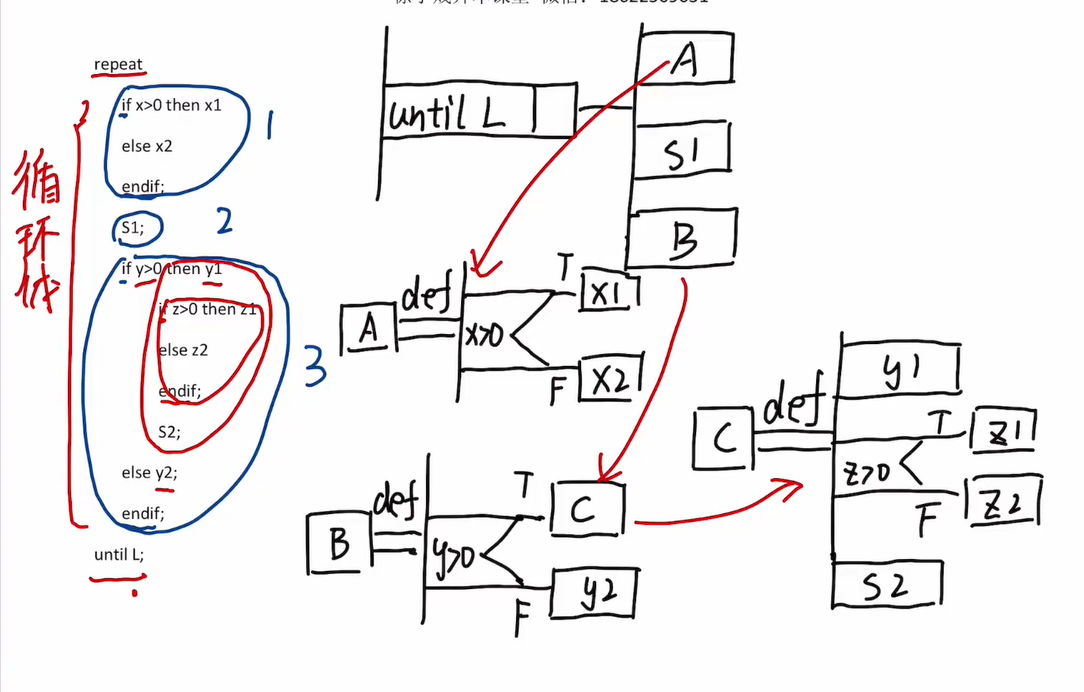 repeat
if x>0 then x1
else x2
endif;
1
S1;
2
if y>0 then y1
if z>0 then z1
else z2
endif;
S2;
else y2;
endif;
3
until L;
循环体
until L
A
S1
B
A def x>0 T x1
F x2
B def y>0 T C
F y2
C def y1
z>0 T z1
F z2
S2